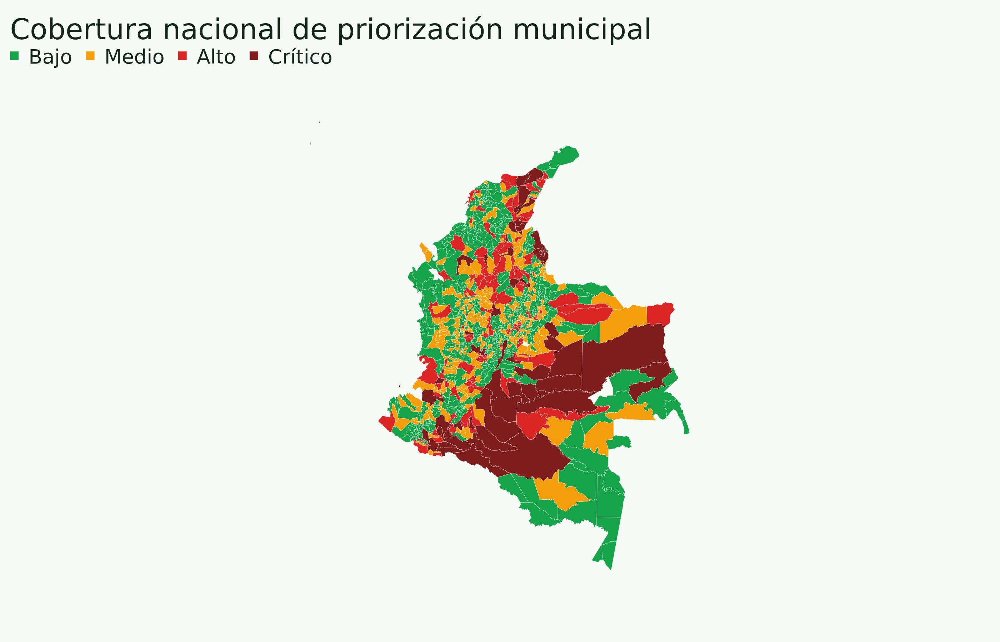 Cobertura nacional de priorización municipal
Bajo Medio Alto Crítico